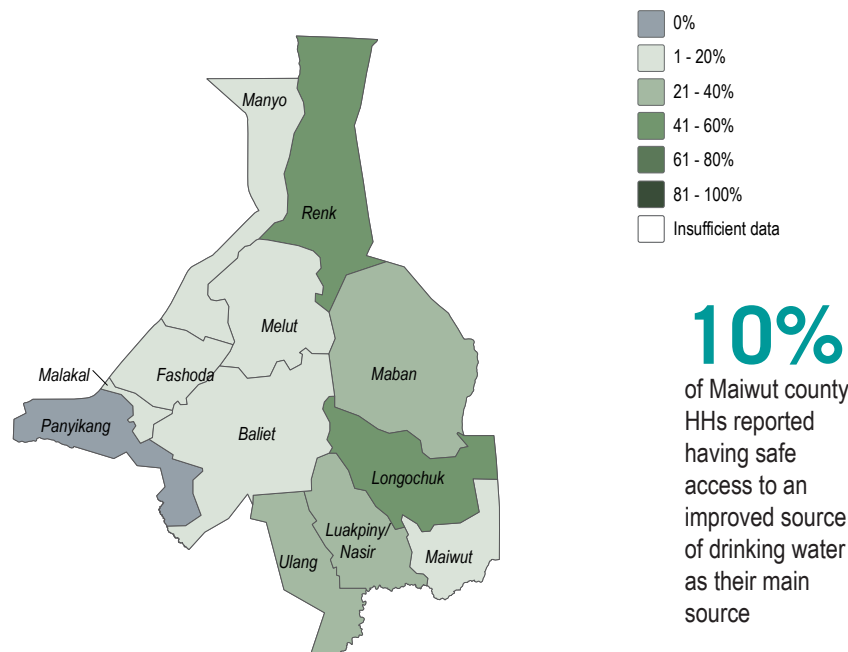 0%
1 - 20%
21 - 40%
41 - 60%
61 - 80%
81 - 100%
Insufficient data
Manyo
Renk
Melut
Maban
Malakal
Fashoda
Panyikang
Baliet
Longochuk
Luakpiny/
Nasir
Ulang
Maiwut
10%
of Maiwut county
HHs reported
having safe
access to an
improved source
of drinking water
as their main
source